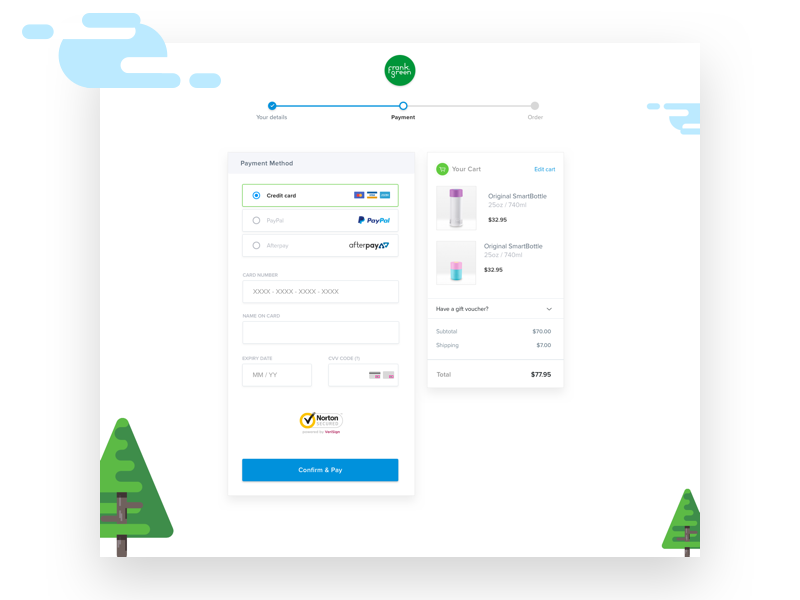 frank
green
Your details
Payment
Order
Payment Method
Credit card
PayPal
PayPal
Afterpay
afterpay
CARD NUMBER
XXXX - XXXX - XXXX - XXXX
NAME ON CARD
EXPIRY DATE
CVV CODE (?)
MM / YY
Norton
SECURED
powered by VeriSign
Confirm & Pay
Your Cart
Edit cart
Original SmartBottle
25oz / 740ml
$32.95
Original SmartBottle
25oz / 740ml
$32.95
Have a gift voucher?
Subtotal
$70.00
Shipping
$7.00
Total
$77.95